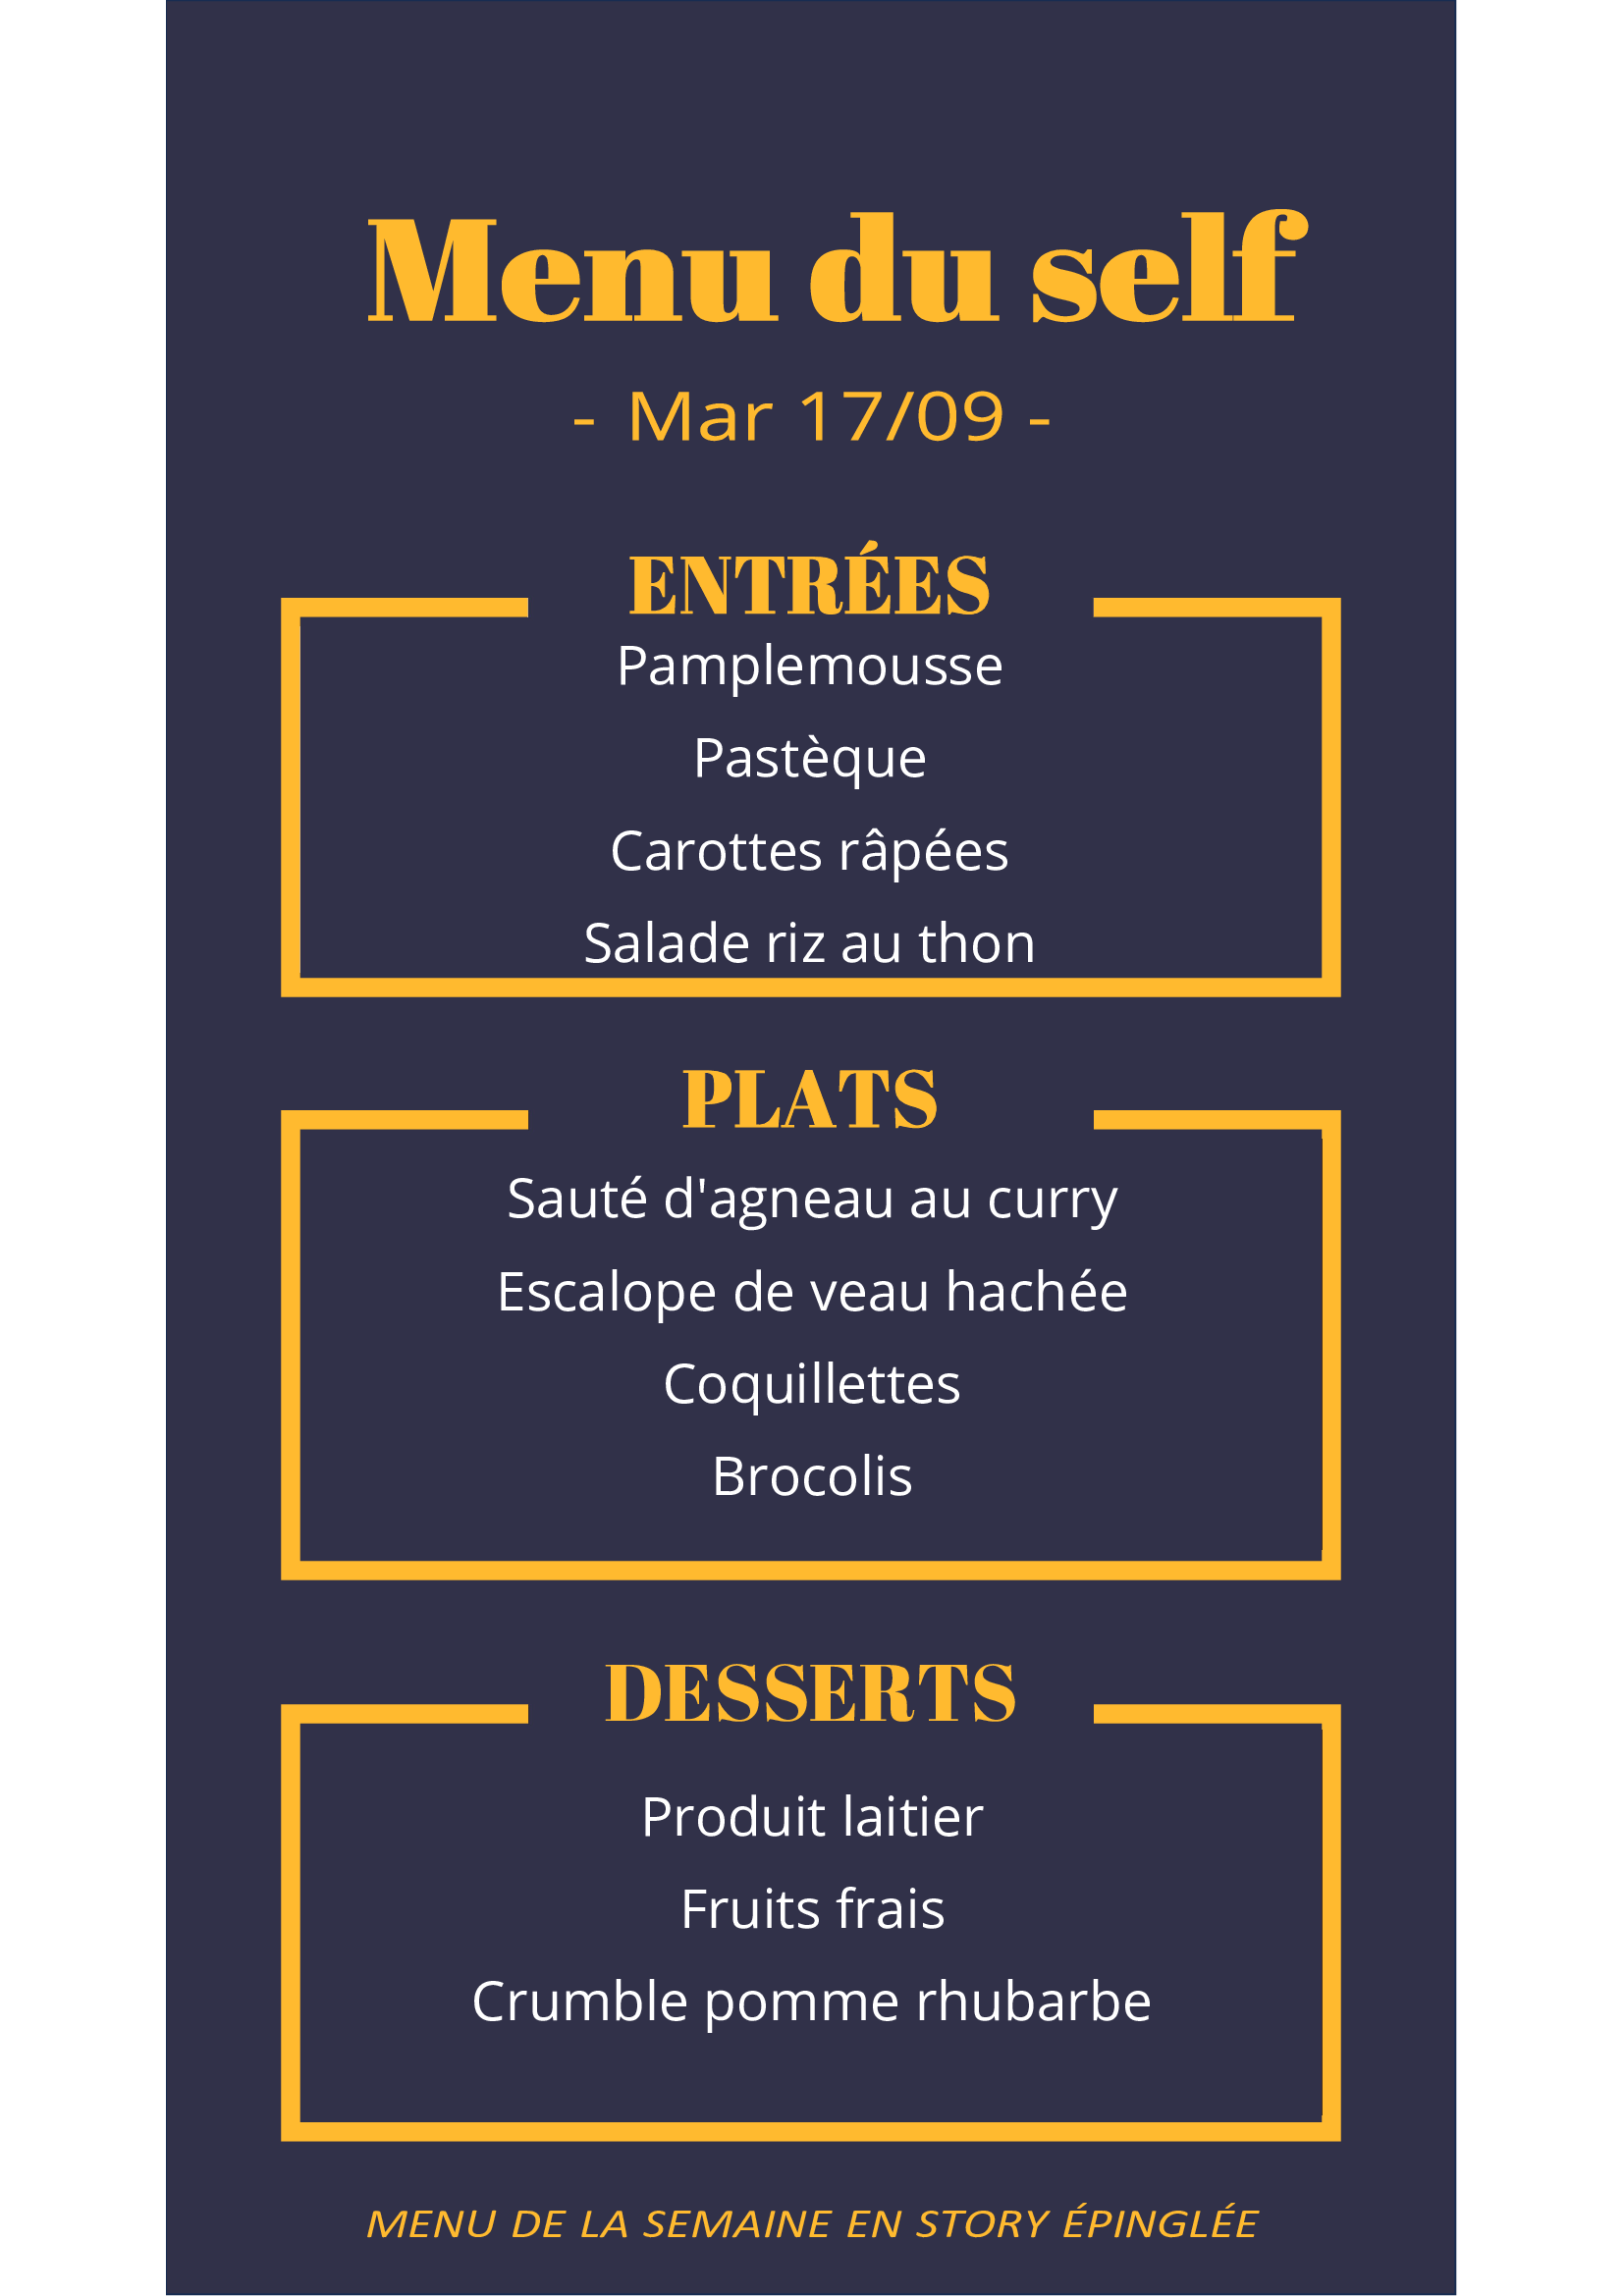 Menu du self
- Mar 17/09 -
ENTRÉES
Pamplemousse
Pastèque
Carottes râpées
Salade riz au thon
PLATS
Sauté d'agneau au curry
Escalope de veau hachée
Coquillettes
Brocolis
DESSERTS
Produit laitier
Fruits frais
Crumble pomme rhubarbe
MENU DE LA SEMAINE EN STORY ÉPINGLÉE